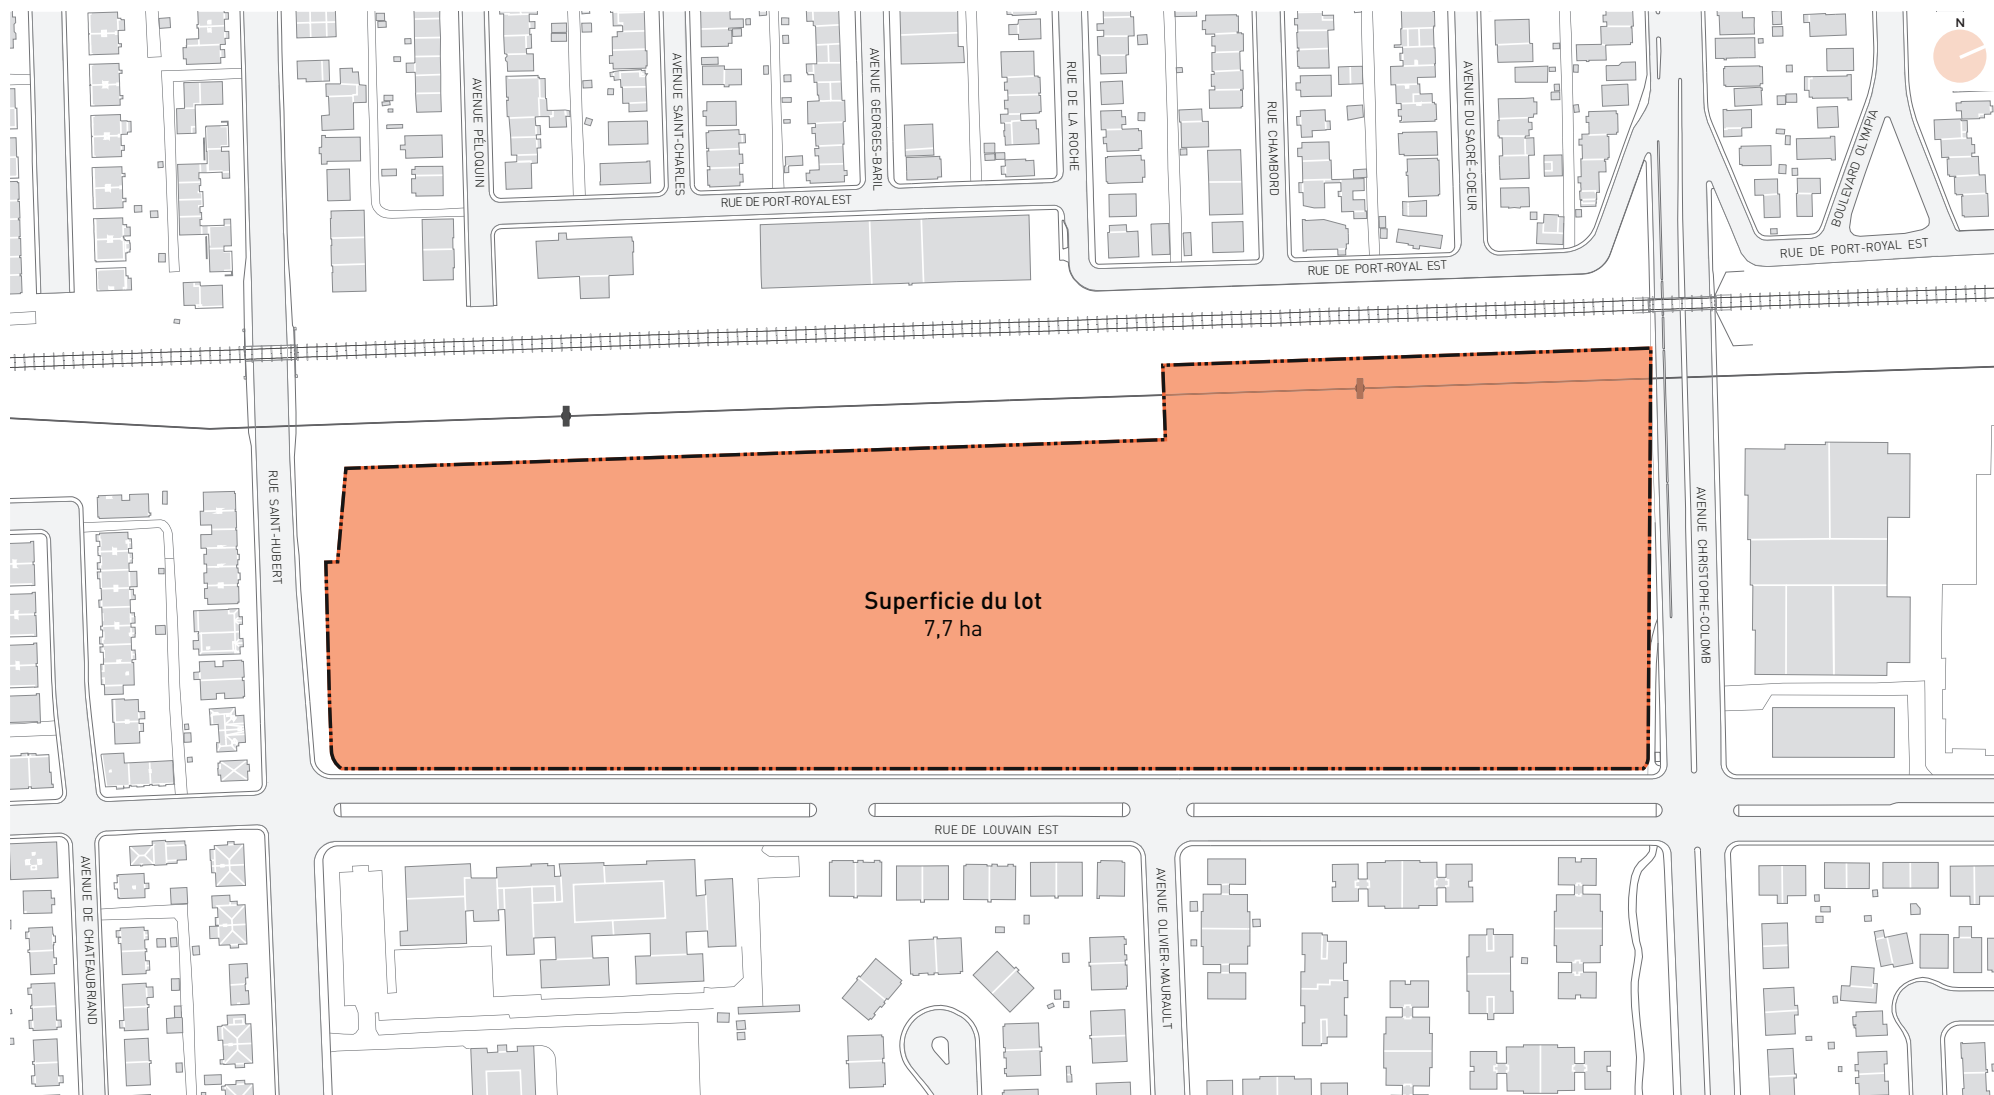 N
AVENUE PÉLOQUIN
AVENUE SAINT-CHARLES
AVENUE GEORGES-BARIL
RUE DE LA ROCHE
RUE CHAMBORD
AVENUE DU SACRÉ-COEUR
BOULEVARD OLYMPIA
RUE DE PORT-ROYAL EST
RUE DE PORT-ROYAL EST
RUE DE PORT-ROYAL EST
RUE SAINT-HUBERT
AVENUE CHRISTOPHE-COLOMB
Superficie du lot
7,7 ha
RUE DE LOUVAIN EST
AVENUE DE CHATEAUBRIAND
AVENUE OLIVIER-MAURAULT